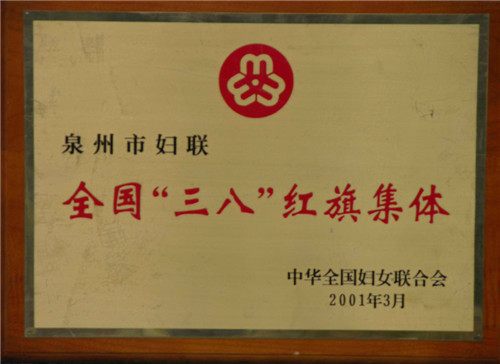 泉州市妇联
全国“三八”红旗集体
中华全国妇女联合会
2001年3月